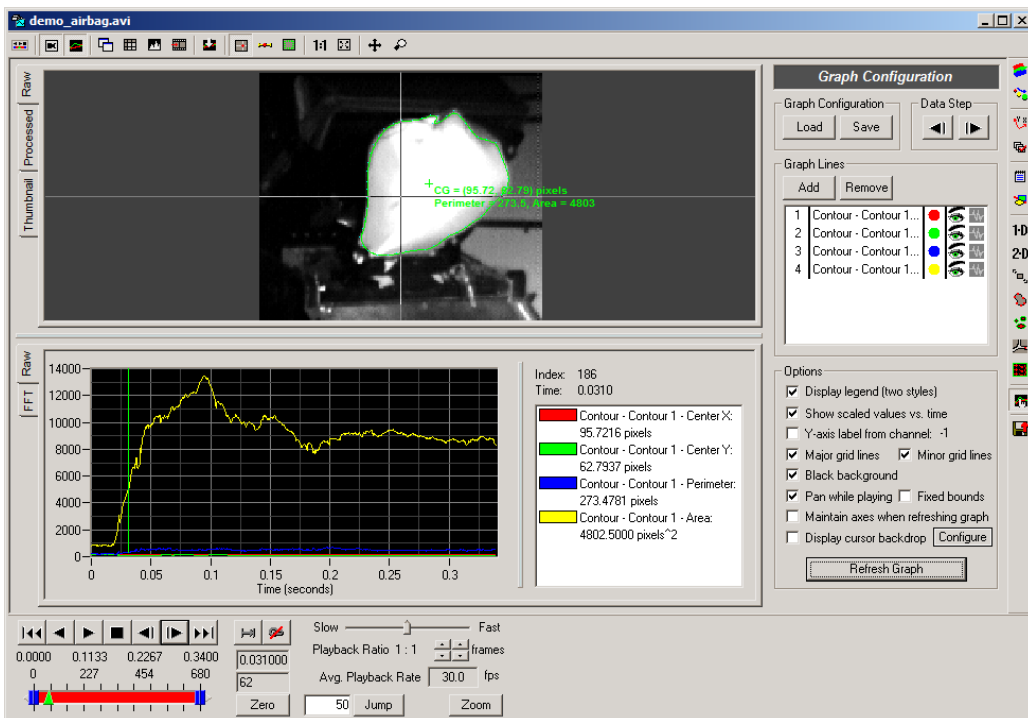 demo_airbag.avi
1:1
Raw
Processed
Thumbnail
CG = (95.72, 62.79) pixels
Perimeter = 273.5, Area = 4803
Graph Configuration
Graph Configuration
Data Step
Load
Save
Graph Lines
Add
Remove
1 Contour - Contour 1...
2 Contour - Contour 1...
3 Contour - Contour 1...
4 Contour - Contour 1...
1-D
2-D
Raw
FFT
14000
12000
10000
8000
6000
4000
2000
0
0 0.05 0.1 0.15 0.2 0.25 0.3
Time (seconds)
Index: 186
Time: 0.0310
Contour - Contour 1 - Center X:
95.7216 pixels
Contour - Contour 1 - Center Y:
62.7937 pixels
Contour - Contour 1 - Perimeter:
273.4781 pixels
Contour - Contour 1 - Area:
4802.5000 pixels^2
Options
Display legend (two styles)
Show scaled values vs. time
Y-axis label from channel: -1
Major grid lines
Minor grid lines
Black background
Pan while playing
Fixed bounds
Maintain axes when refreshing graph
Display cursor backdrop
Configure
Refresh Graph
0.0000 0.1133 0.2267 0.3400
0 227 454 680
0.031000
62
Zero
Slow
Fast
Playback Ratio 1 : 1
frames
Avg. Playback Rate 30.0 fps
50
Jump
Zoom